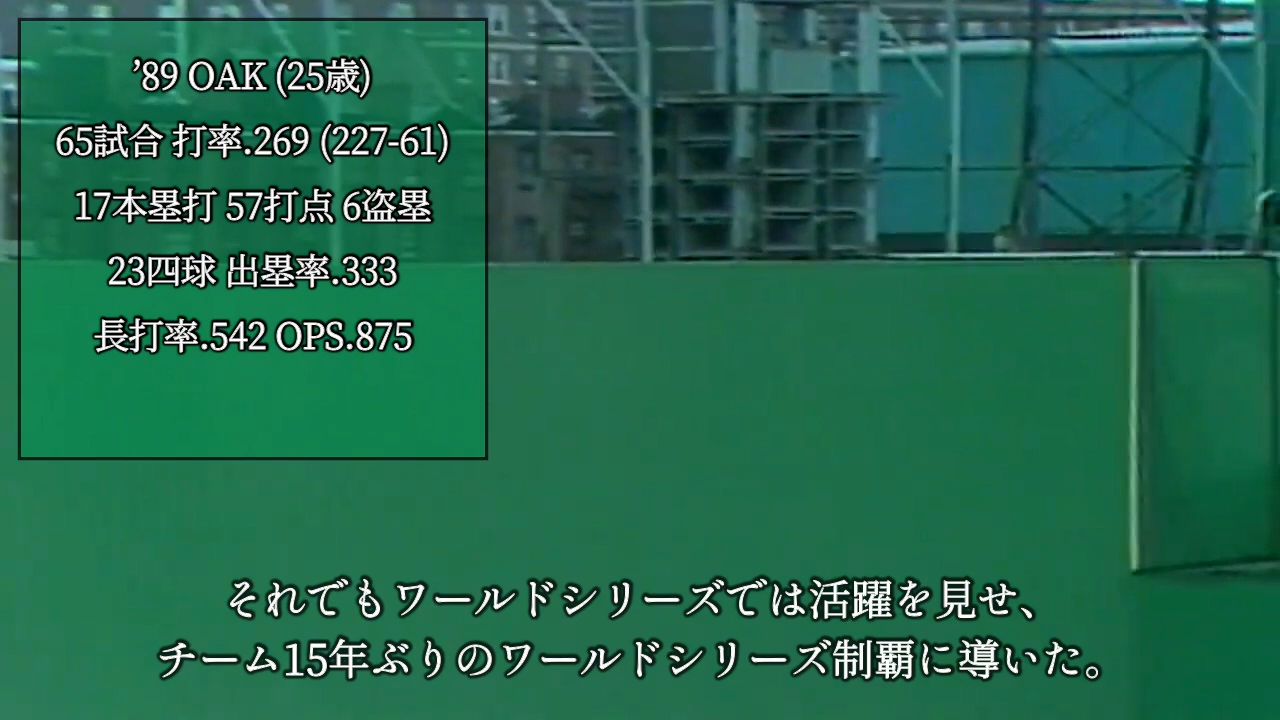 ’89 OAK (25歳)
65試合 打率.269 (227-61)
17本塁打 57打点 6盗塁
23四球 出塁率.333
長打率.542 OPS.875
それでもワールドシリーズでは活躍を見せ、
チーム15年ぶりのワールドシリーズ制覇に導いた。